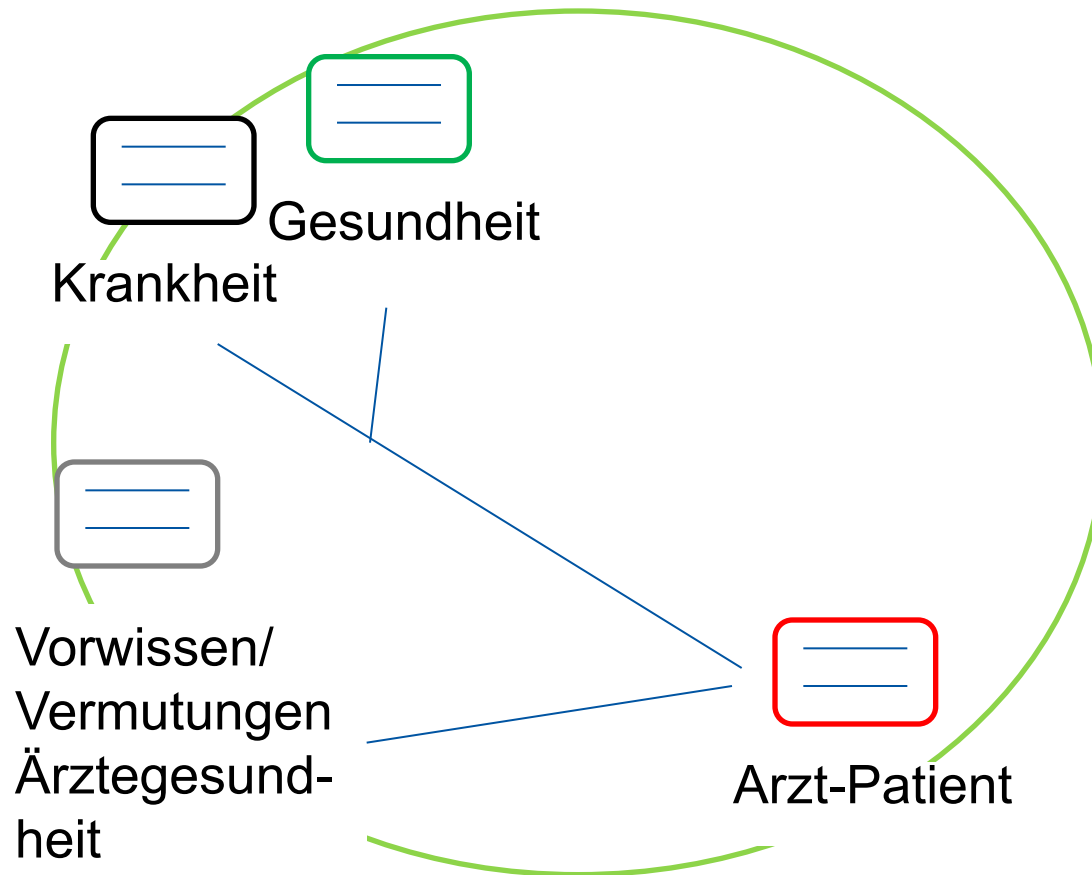 Gesundheit
Krankheit
Vorwissen/
Vermutungen
Ärztegesund-
heit
Arzt-Patient